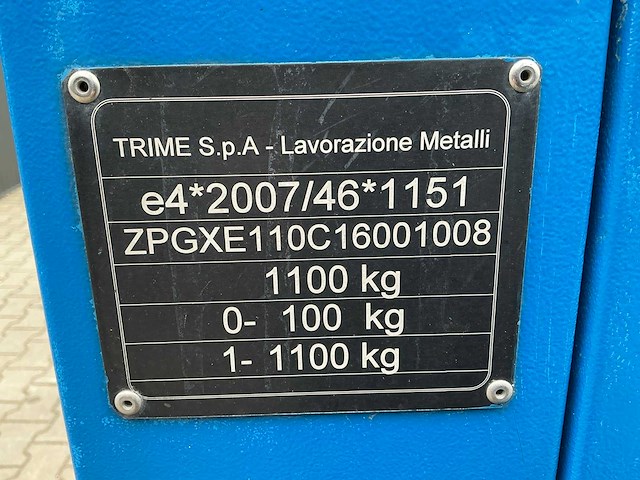 TRIME S.p.A - Lavorazione Metalli
e4*2007/46*1151
ZPGXE110C16001008
1100 kg
0- 100 kg
1- 1100 kg